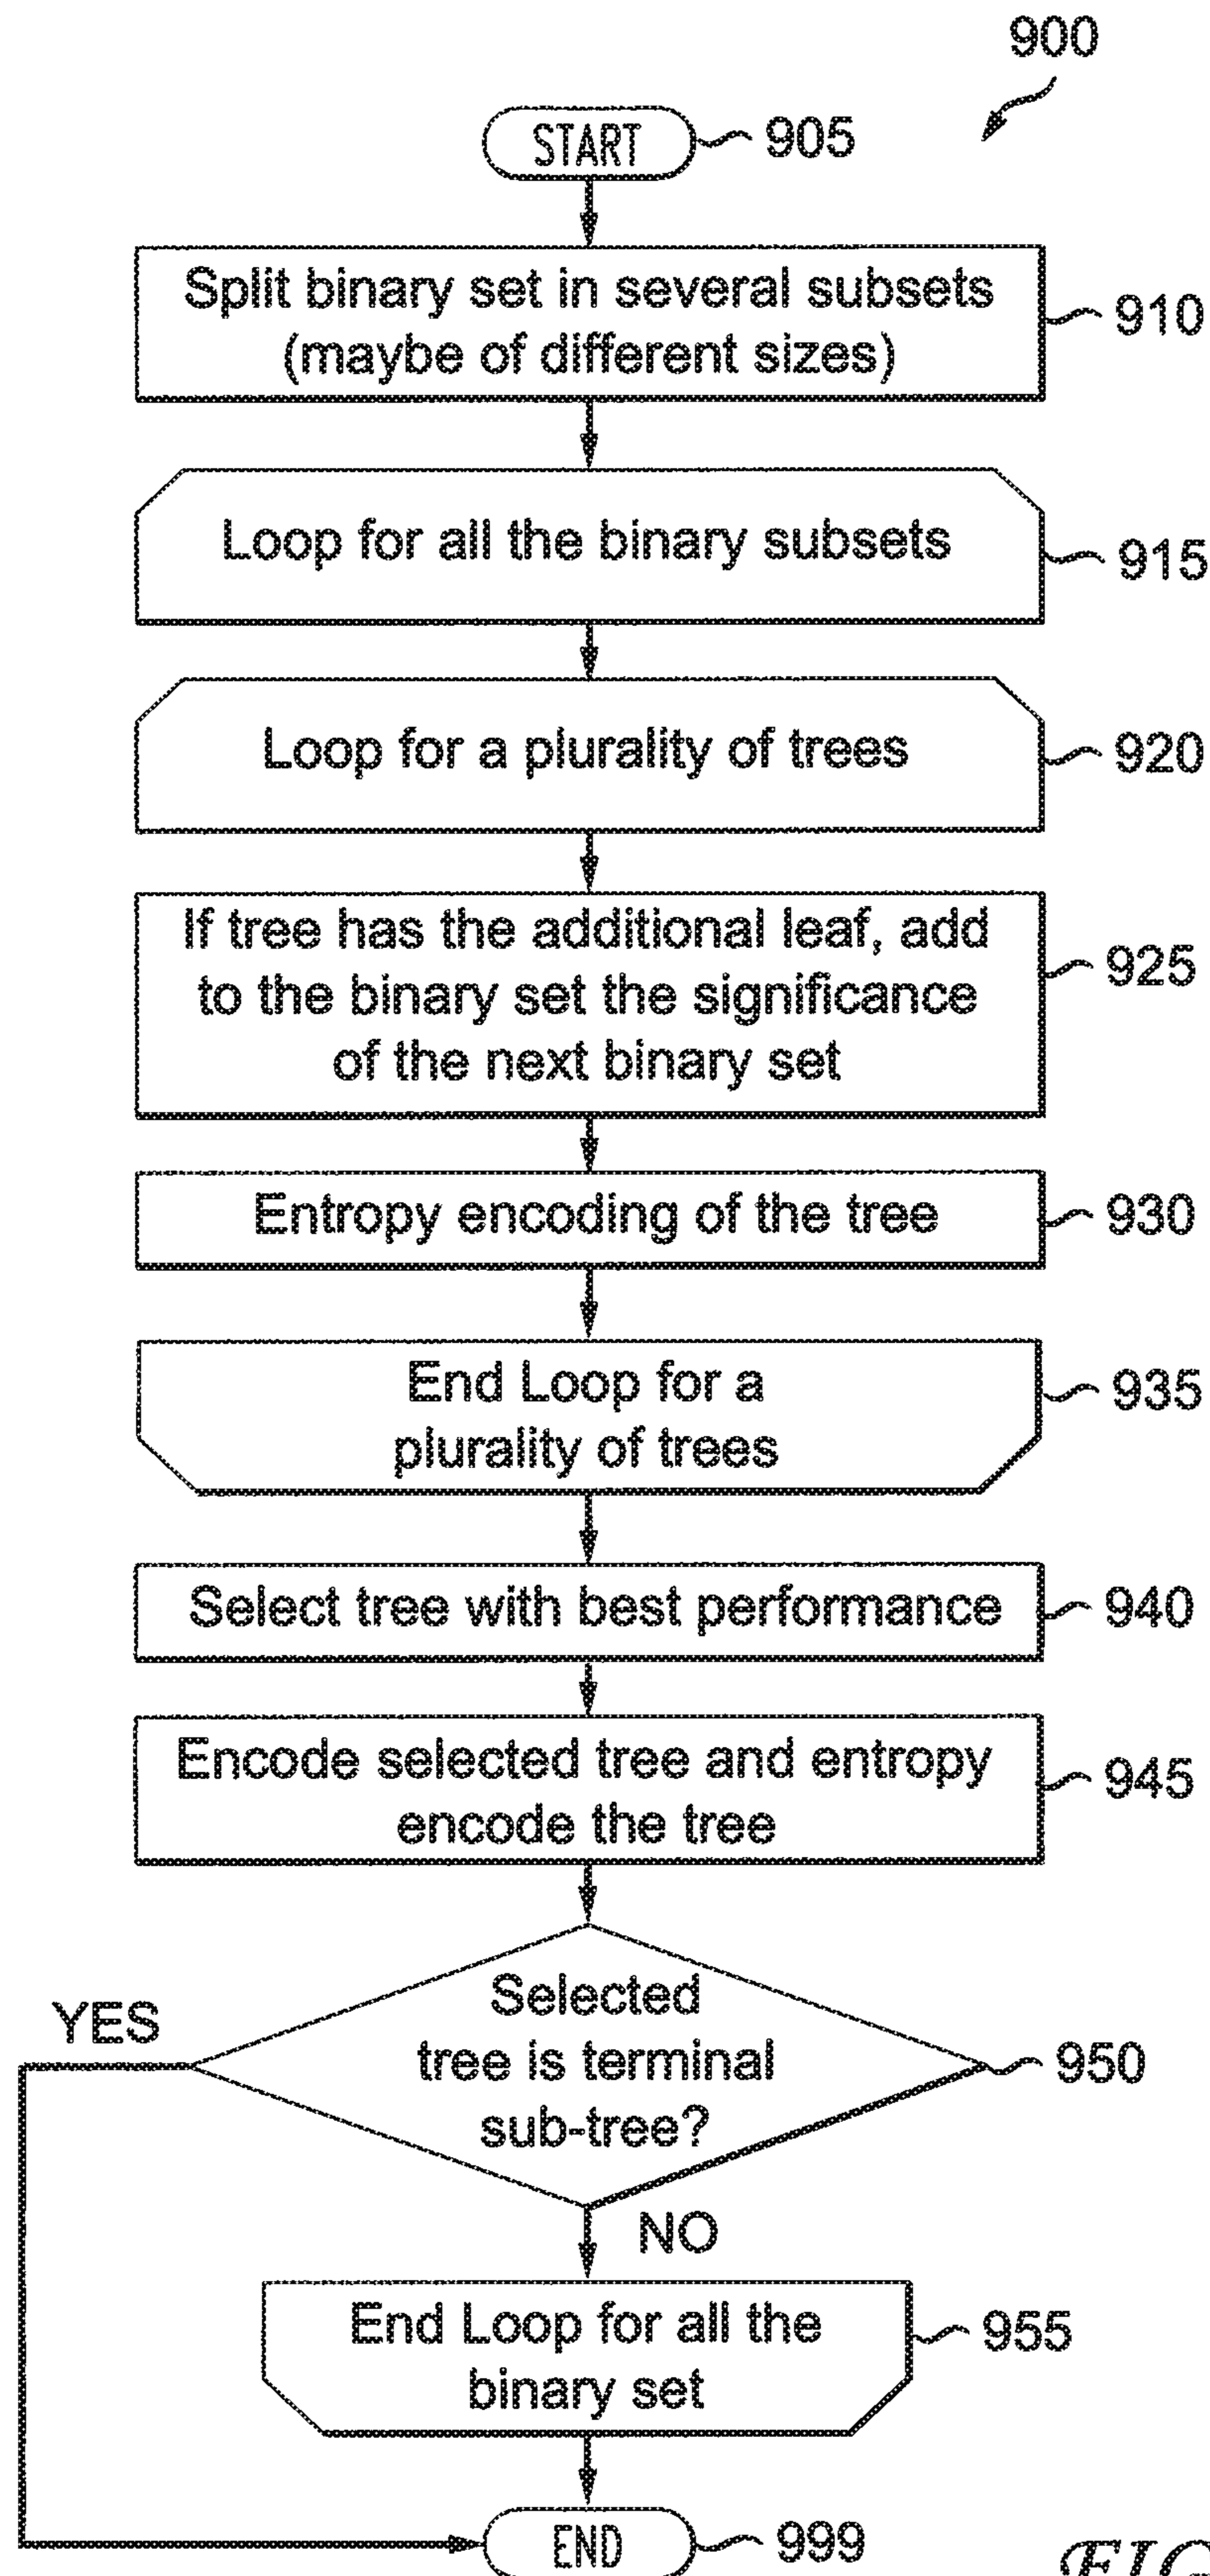 900
START
905
Split binary set in several subsets
(maybe of different sizes)
910
Loop for all the binary subsets
915
Loop for a plurality of trees
920
If tree has the additional leaf, add
to the binary set the significance
of the next binary set
925
Entropy encoding of the tree
930
End Loop for a
plurality of trees
935
Select tree with best performance
940
Encode selected tree and entropy
encode the tree
945
Selected
tree is terminal
sub-tree?
950
YES
NO
End Loop for all the
binary set
955
END
999